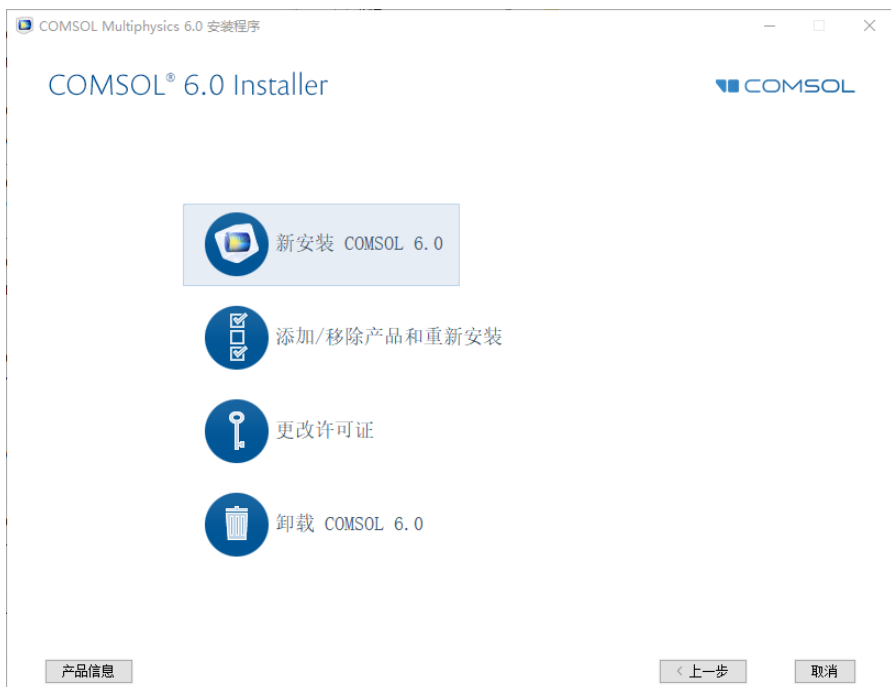 COMSOL Multiphysics 6.0 安装程序
COMSOL® 6.0 Installer
COMSOL
新安装 COMSOL 6.0
添加/移除产品和重新安装
更改许可证
卸载 COMSOL 6.0
产品信息
< 上一步
取消